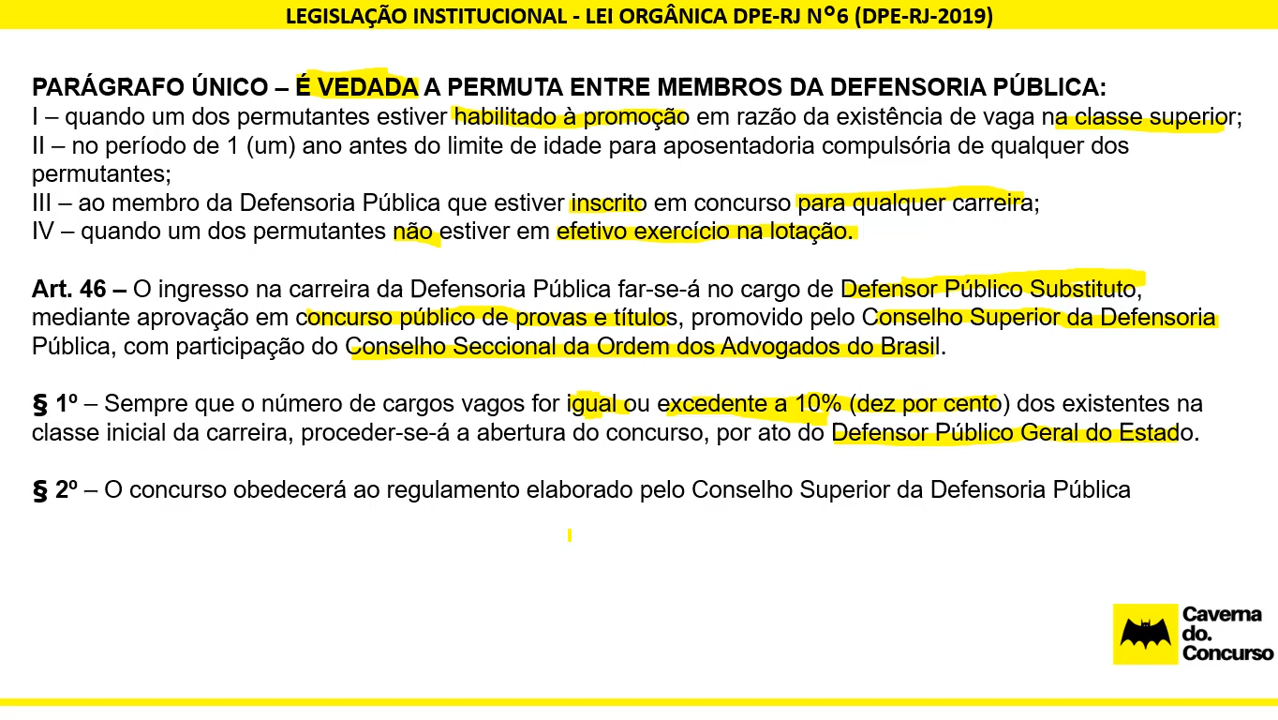 LEGISLAÇÃO INSTITUCIONAL - LEI ORGÂNICA DPE-RJ Nº6 (DPE-RJ-2019)
PARÁGRAFO ÚNICO – É VEDADA A PERMUTA ENTRE MEMBROS DA DEFENSORIA PÚBLICA:
I – quando um dos permutantes estiver habilitado à promoção em razão da existência de vaga na classe superior;
II – no período de 1 (um) ano antes do limite de idade para aposentadoria compulsória de qualquer dos
permutantes;
III – ao membro da Defensoria Pública que estiver inscrito em concurso para qualquer carreira;
IV – quando um dos permutantes não estiver em efetivo exercício na lotação.
Art. 46 – O ingresso na carreira da Defensoria Pública far-se-á no cargo de Defensor Público Substituto,
mediante aprovação em concurso público de provas e títulos, promovido pelo Conselho Superior da Defensoria
Pública, com participação do Conselho Seccional da Ordem dos Advogados do Brasil.
§ 1º – Sempre que o número de cargos vagos for igual ou excedente a 10% (dez por cento) dos existentes na
classe inicial da carreira, proceder-se-á a abertura do concurso, por ato do Defensor Público Geral do Estado.
§ 2º – O concurso obedecerá ao regulamento elaborado pelo Conselho Superior da Defensoria Pública
Caverna
do.
Concurso